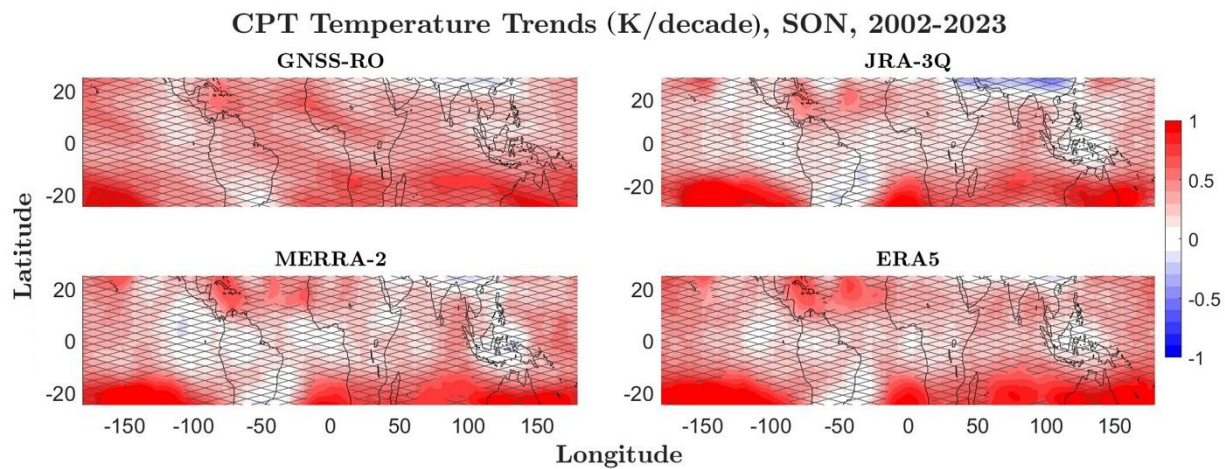 CPT Temperature Trends (K/decade), SON, 2002-2023
GNSS-RO
JRA-3Q
20
0
-20
20
0
-20
1
0.5
0
-0.5
-1
Latitude
MERRA-2
ERA5
20
0
-20
20
0
-20
-150 -100 -50 0 50 100 150
-150 -100 -50 0 50 100 150
Longitude